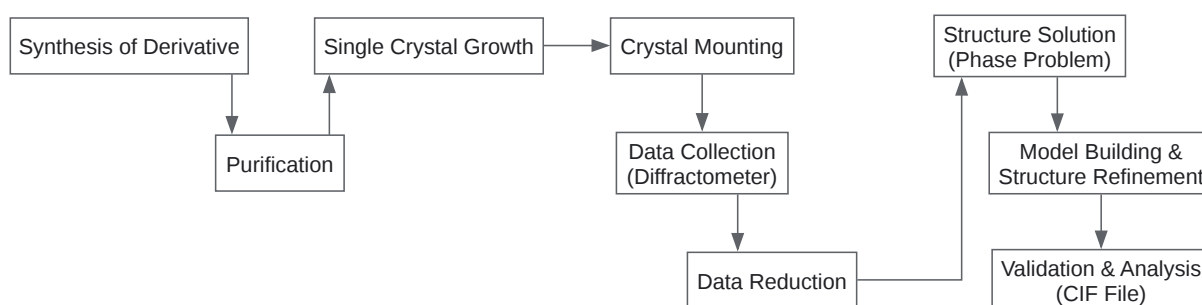 Synthesis of Derivative
Purification
Single Crystal Growth
Crystal Mounting
Data Collection
(Diffractometer)
Data Reduction
Structure Solution
(Phase Problem)
Model Building &
Structure Refinement
Validation & Analysis
(CIF File)